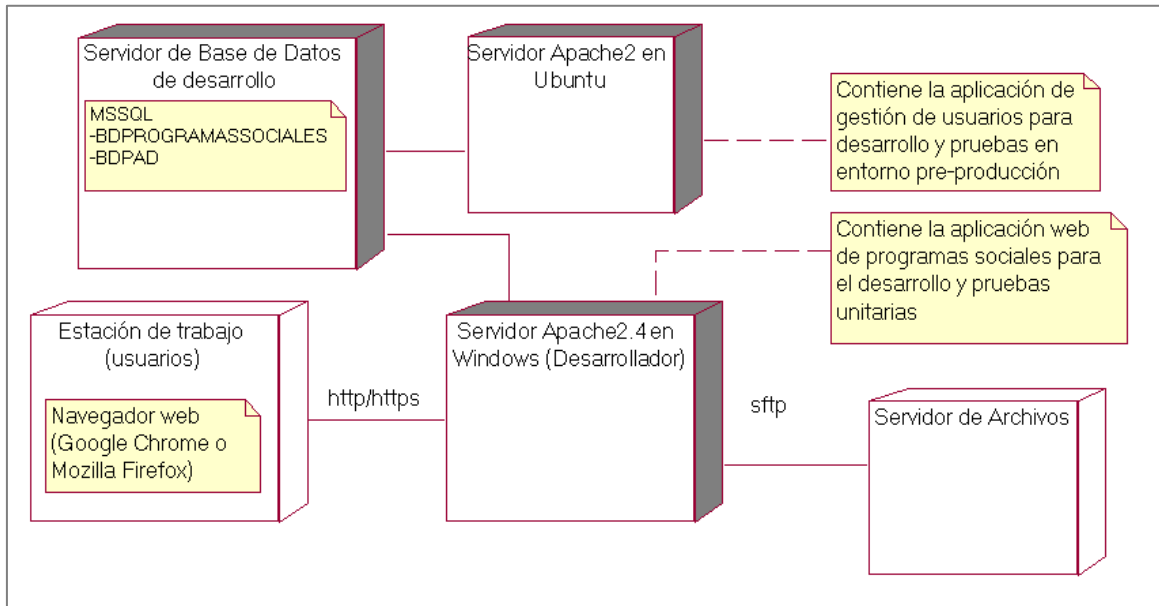 Servidor de Base de Datos
de desarrollo
MSSQL
-BDPROGRAMASSOCIALES
-BDPAD
Servidor Apache2 en
Ubuntu
Contiene la aplicación de
gestión de usuarios para
desarrollo y pruebas en
entorno pre-producción
Contiene la aplicación web
de programas sociales para
el desarrollo y pruebas
unitarias
Estación de trabajo
(usuarios)
Navegador web
(Google Chrome o
Mozilla Firefox)
http/https
Servidor Apache2.4 en
Windows (Desarrollador)
sftp
Servidor de Archivos